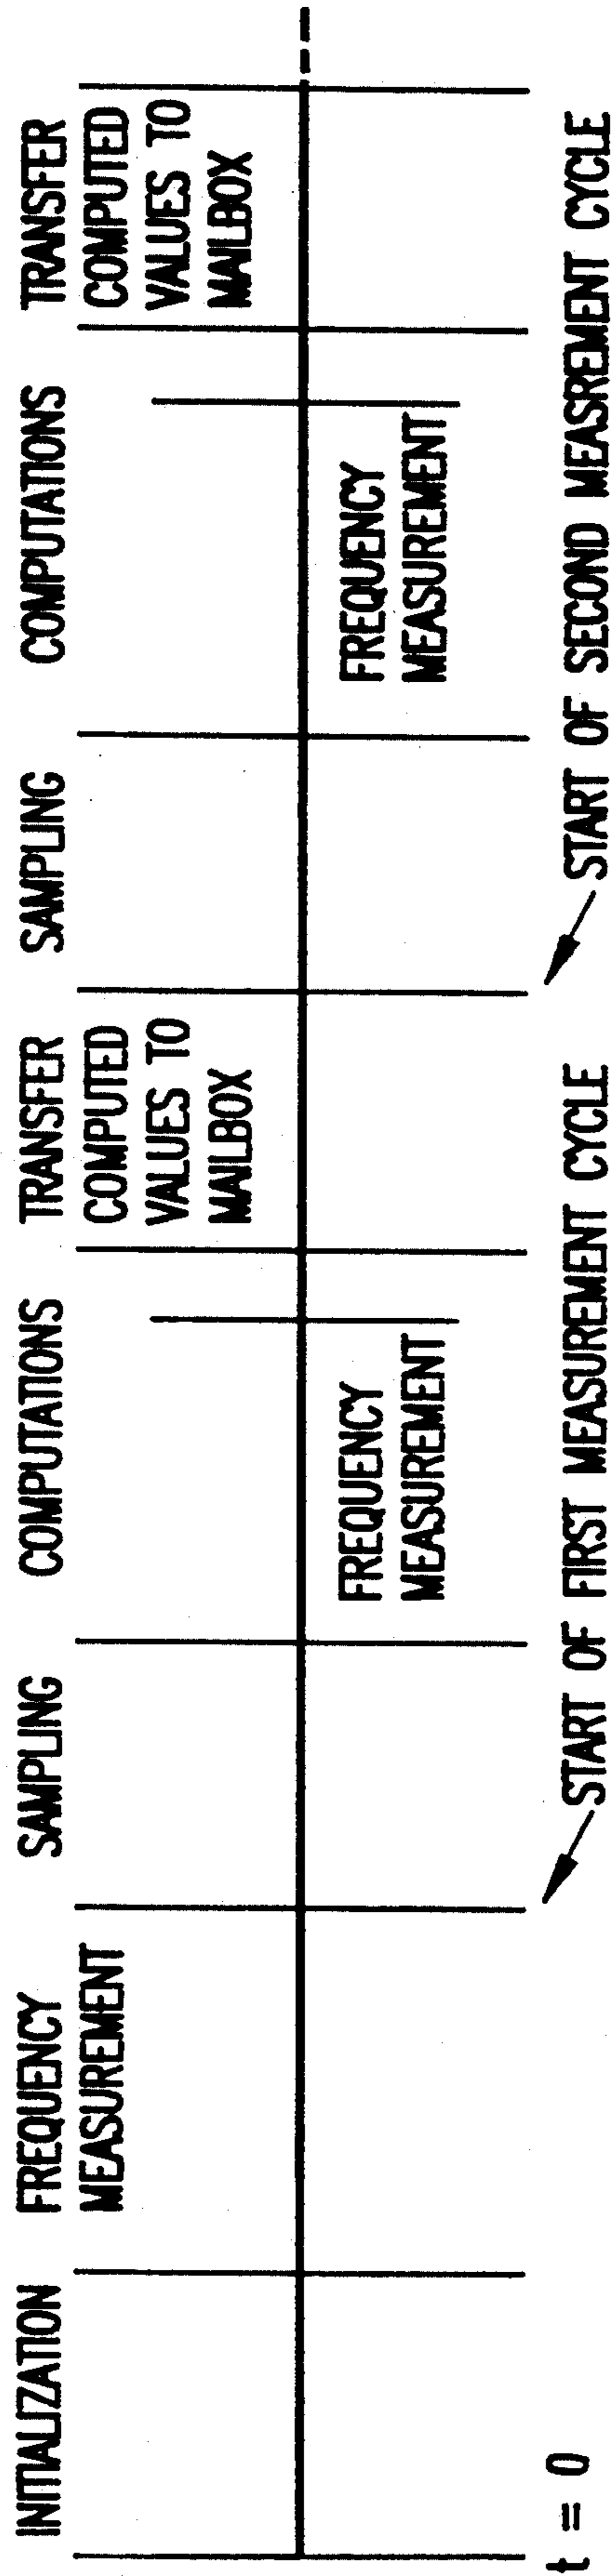 INITIALIZATION
FREQUENCY
MEASUREMENT
SAMPLING
COMPUTATIONS
TRANSFER
COMPUTED
VALUES TO
MAILBOX
SAMPLING
COMPUTATIONS
TRANSFER
COMPUTED
VALUES TO
MAILBOX
FREQUENCY
MEASUREMENT
FREQUENCY
MEASUREMENT
t = 0
START OF FIRST MEASUREMENT CYCLE
START OF SECOND MEASREMENT CYCLE